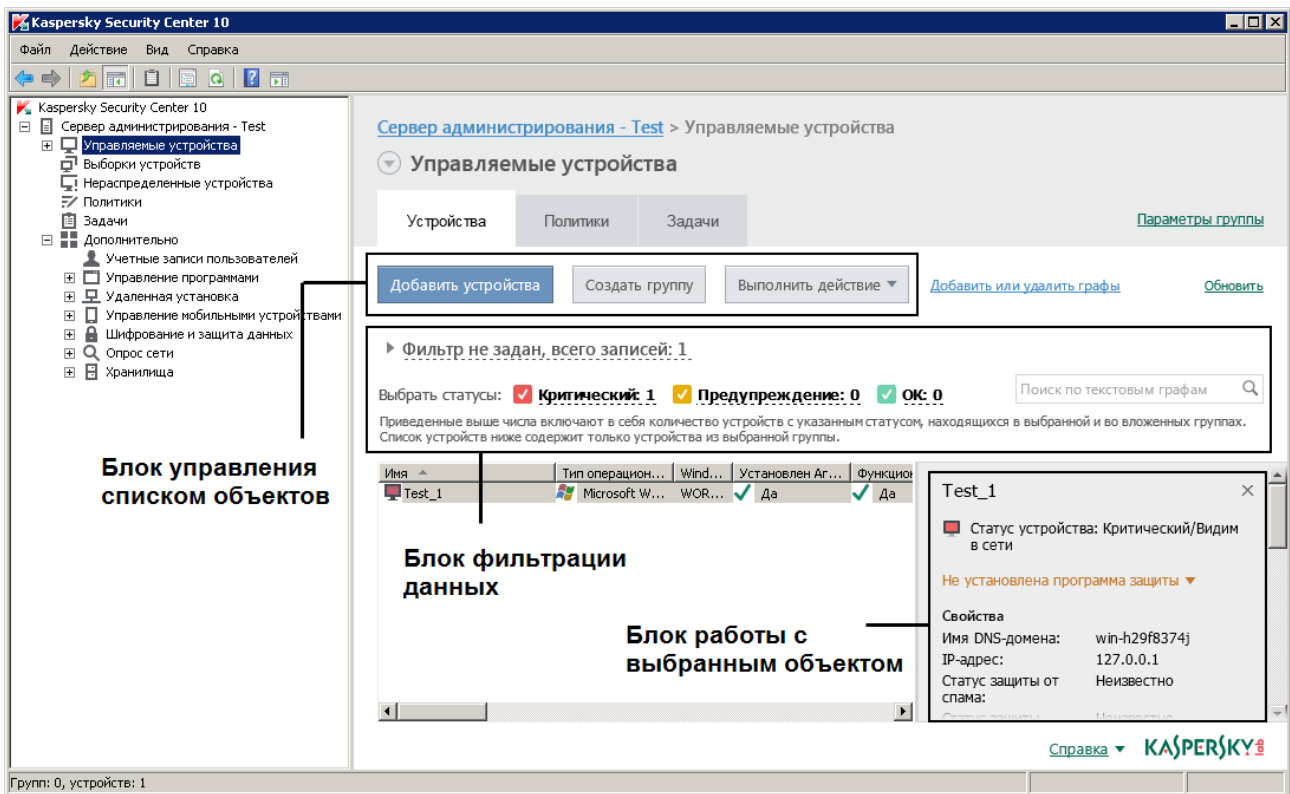 Kaspersky Security Center 10
Файл Действие Вид Справка
Kaspersky Security Center 10
Сервер администрирования - Test
Управляемые устройства
Выборки устройств
Нераспределенные устройства
Политики
Задачи
Дополнительно
Учетные записи пользователей
Управление программами
Удаленная установка
Управление мобильными устройствами
Шифрование и защита данных
Опрос сети
Хранилища
Сервер администрирования - Test > Управляемые устройства
Управляемые устройства
Устройства Политики Задачи Параметры группы
Добавить устройства Создать группу Выполнить действие Добавить или удалить графы Обновить
Фильтр не задан, всего записей: 1
Выбрать статусы: Критический: 1 Предупреждение: 0 ОК: 0 Поиск по текстовым графам
Приведенные выше числа включают в себя количество устройств с указанным статусом, находящихся в выбранной и во вложенных группах.
Список устройств ниже содержит только устройства из выбранной группы.
Имя Тип операцион... Wind... Установлен Аг... Функцион
Test_1 Microsoft W... WOR... Да Да
Блок управления
списком объектов
Блок фильтрации
данных
Блок работы с
выбранным объектом
Test_1
Статус устройства: Критический/Видим
в сети
Не установлена программа защиты
Свойства
Имя DNS-домена: win-h29f8374j
IP-адрес: 127.0.0.1
Статус защиты от Неизвестно
спама:
Статус защиты Неизвестно
Справка KASPERSKY lab
Групп: 0, устройств: 1